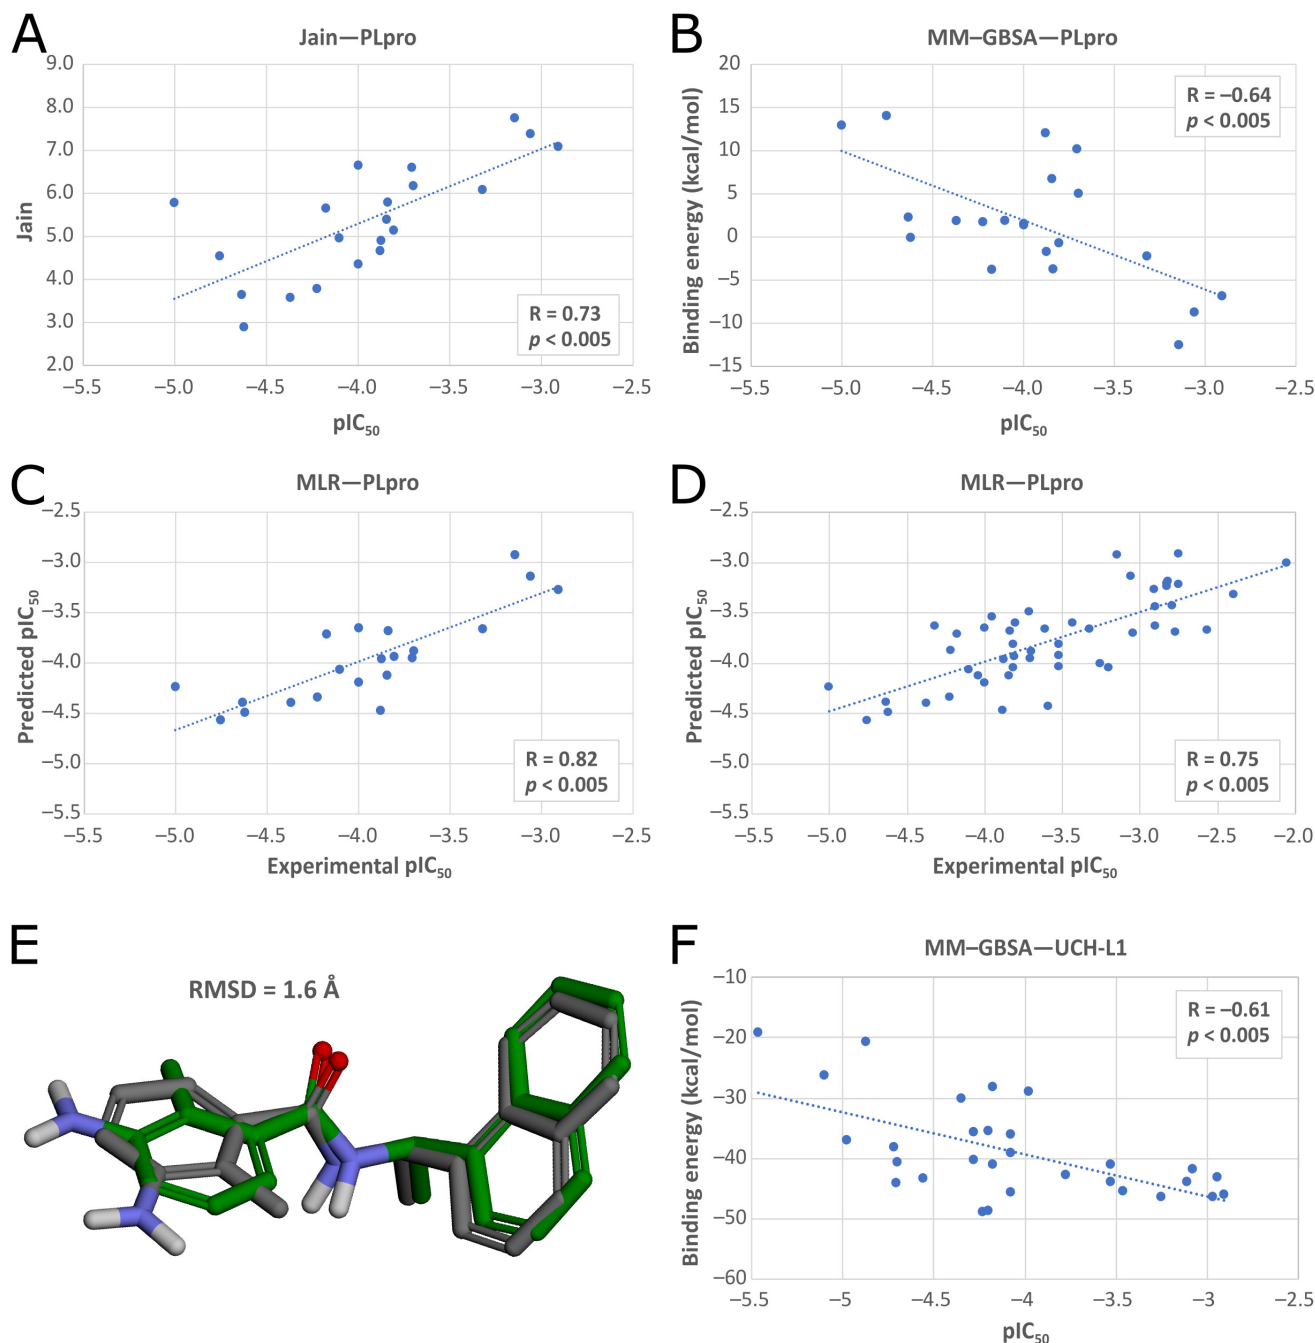 A
Jain—PLpro
Jain
9.0
8.0
7.0
6.0
5.0
4.0
3.0
2.0
R = 0.73
p < 0.005
–5.5 –5.0 –4.5 –4.0 –3.5 –3.0 –2.5
pIC50
B
MM–GBSA—PLpro
Binding energy (kcal/mol)
20
15
10
5
0
–5
–10
–15
R = –0.64
p < 0.005
–5.5 –4.5 –4.0 –3.5 –3.0 –2.5
pIC50
C
MLR—PLpro
Predicted pIC50
–2.5
–3.0
–3.5
–4.0
–4.5
–5.0
–5.5
R = 0.82
p < 0.005
–5.5 –5.0 –4.5 –4.0 –3.5 –3.0 –2.5
Experimental pIC50
D
MLR—PLpro
Predicted pIC50
–2.5
–3.0
–3.5
–4.0
–4.5
–5.0
–5.5
R = 0.75
p < 0.005
–5.5 –5.0 –4.5 –4.0 –3.5 –3.0 –2.5 –2.0
Experimental pIC50
E
RMSD = 1.6 Å
F
MM–GBSA—UCH-L1
Binding energy (kcal/mol)
–10
–20
–30
–40
–50
–60
R = –0.61
p < 0.005
–5.5 –5 –4.5 –4 –3.5 –3 –2.5
pIC50